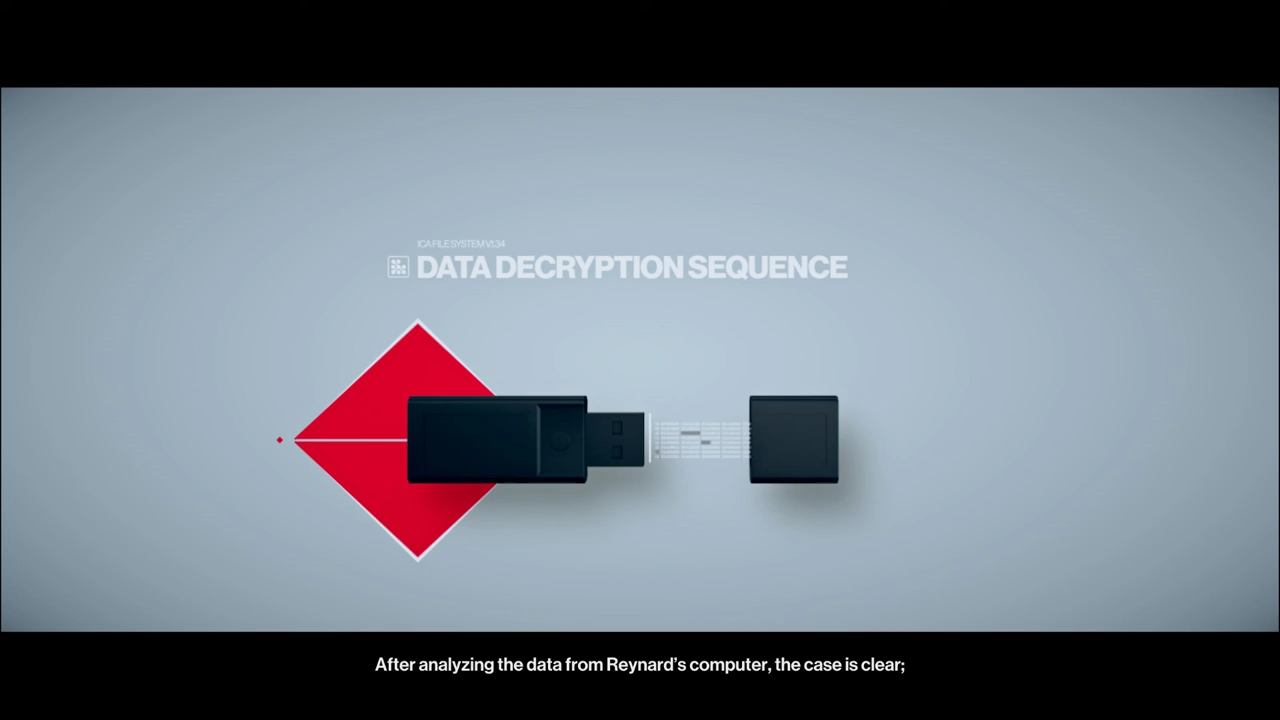 ICA FILE SYSTEM V1.34
DATA DECRYPTION SEQUENCE
After analyzing the data from Reynard's computer, the case is clear;